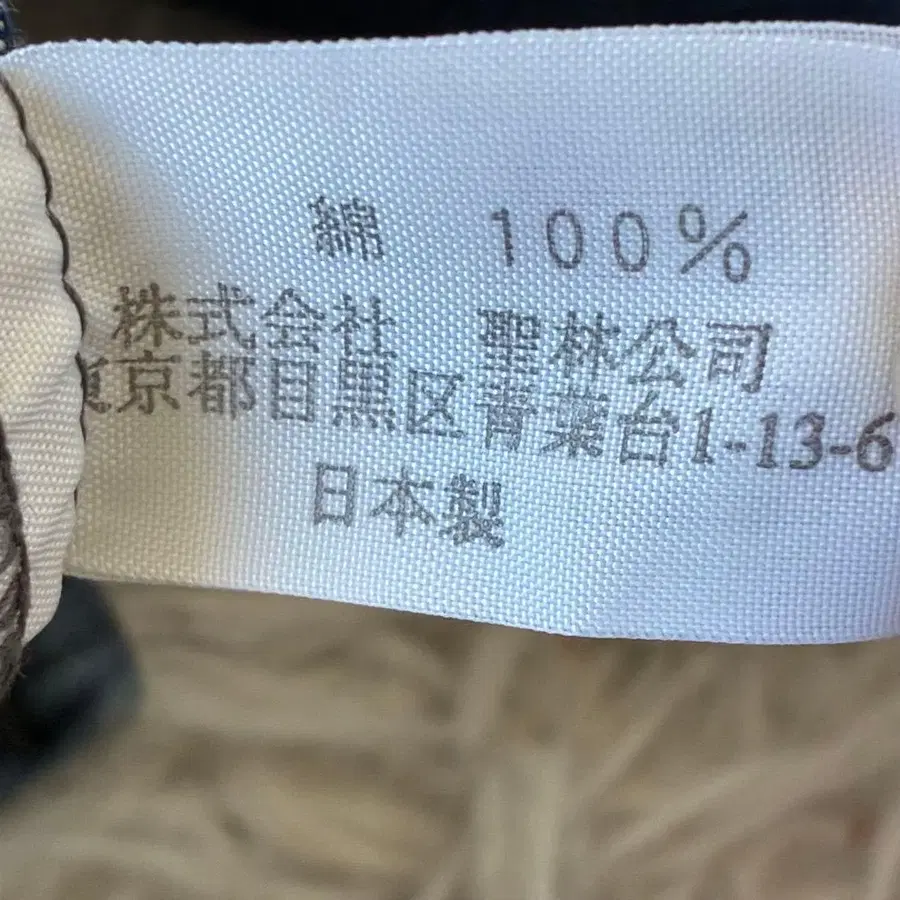 綿 100%
株式会社 聖林公司
東京都目黒区青葉台1-13-6
日本製